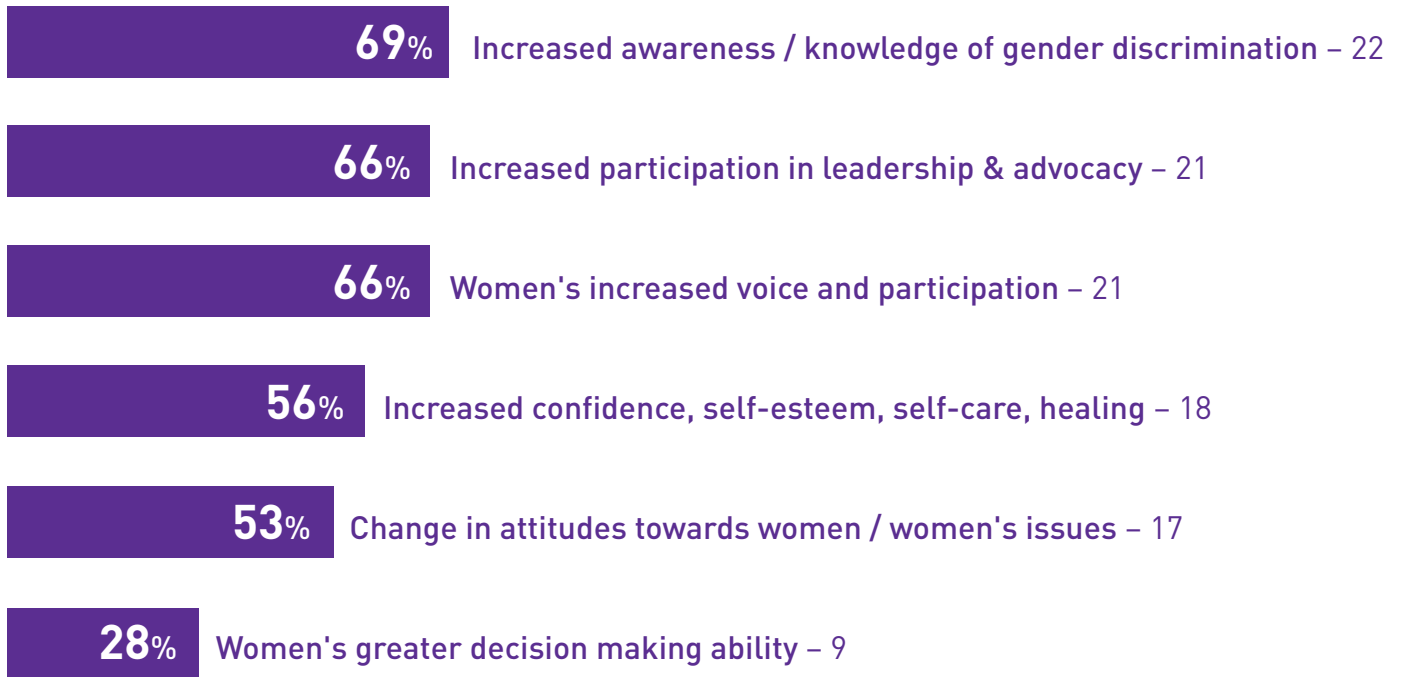 69% Increased awareness / knowledge of gender discrimination – 22
66% Increased participation in leadership & advocacy – 21
66% Women's increased voice and participation – 21
56% Increased confidence, self-esteem, self-care, healing – 18
53% Change in attitudes towards women / women's issues – 17
28% Women's greater decision making ability – 9